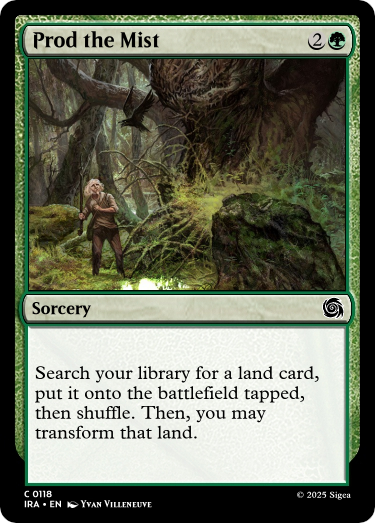 Prod the Mist 2
Sorcery
Search your library for a land card,
put it onto the battlefield tapped,
then shuffle. Then, you may
transform that land.
C 0118
IRA • EN Yvan Villeneuve
© 2025 Sigea